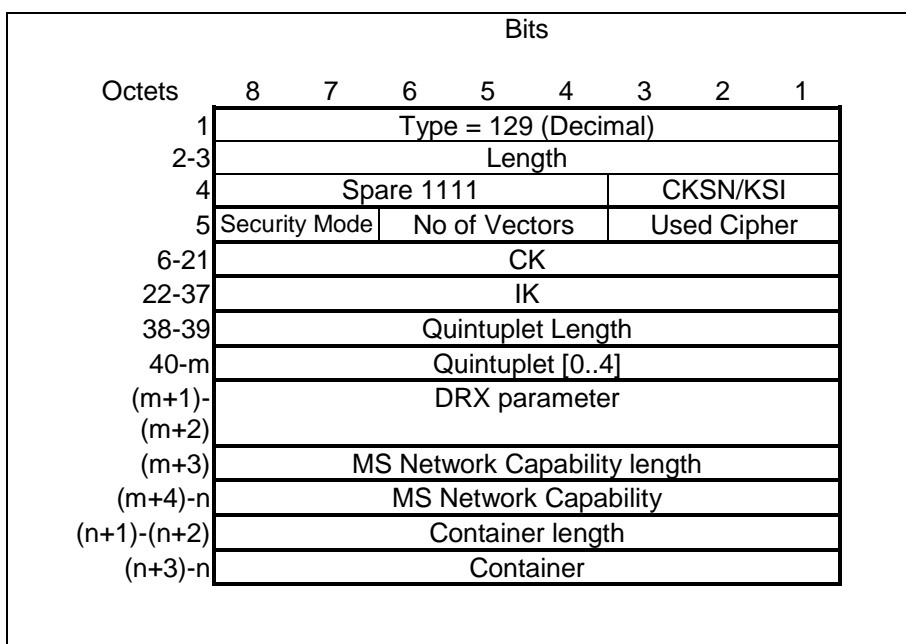 Bits
Octets 8 7 6 5 4 3 2 1
1 Type = 129 (Decimal)
2-3 Length
4 Spare 1111 CKSN/KSI
5 Security Mode No of Vectors Used Cipher
6-21 CK
22-37 IK
38-39 Quintuplet Length
40-m Quintuplet [0..4]
(m+1)- DRX parameter
(m+2)
(m+3) MS Network Capability length
(m+4)-n MS Network Capability
(n+1)-(n+2) Container length
(n+3)-n Container